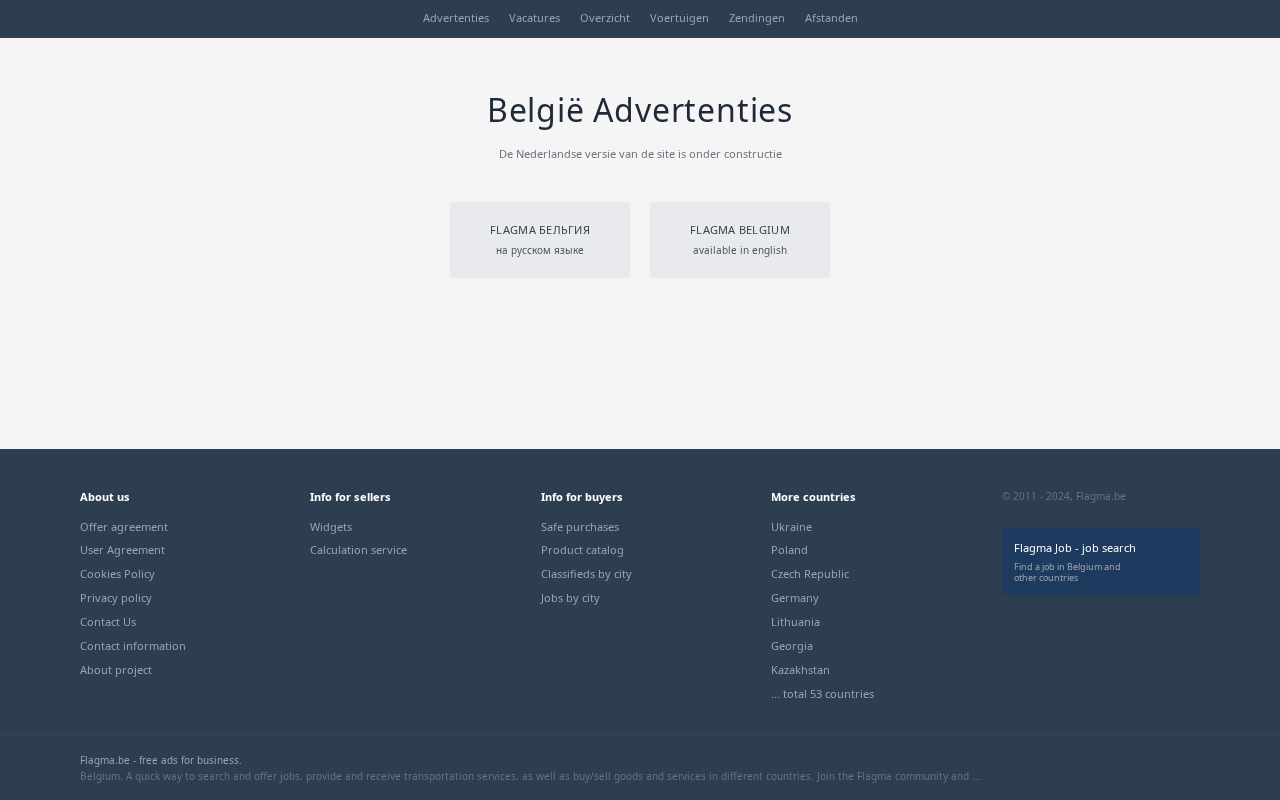 Advertenties Vacatures Overzicht Voertuigen Zendingen Afstanden
België Advertenties
De Nederlandse versie van de site is onder constructie
FLAGMA БЕЛЬГИЯ
на русском языке
FLAGMA BELGIUM
available in english
About us
Offer agreement
User Agreement
Cookies Policy
Privacy policy
Contact Us
Contact information
About project
Info for sellers
Widgets
Calculation service
Info for buyers
Safe purchases
Product catalog
Classifieds by city
Jobs by city
More countries
Ukraine
Poland
Czech Republic
Germany
Lithuania
Georgia
Kazakhstan
... total 53 countries
© 2011 - 2024, Flagma.be
Flagma Job - job search
Find a job in Belgium and
other countries
Flagma.be - free ads for business.
Belgium. A quick way to search and offer jobs, provide and receive transportation services, as well as buy/sell goods and services in different countries. Join the Flagma community and ...